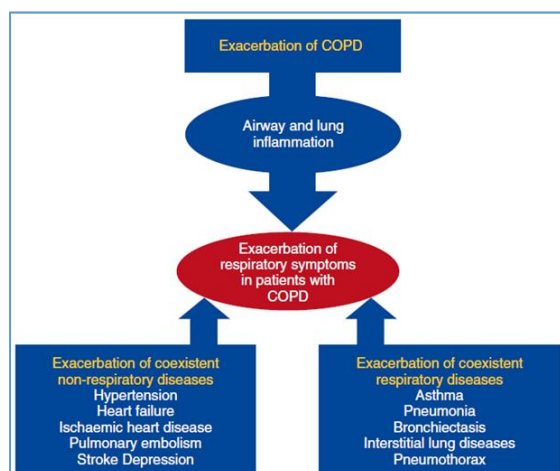 Exacerbation of COPD
Airway and lung
inflammation
Exacerbation of
respiratory symptoms
in patients with
COPD
Exacerbation of coexistent
non-respiratory diseases
Hypertension
Heart failure
Ischaemic heart disease
Pulmonary embolism
Stroke Depression
Exacerbation of coexistent
respiratory diseases
Asthma
Pneumonia
Bronchiectasis
Interstitial lung diseases
Pneumothorax